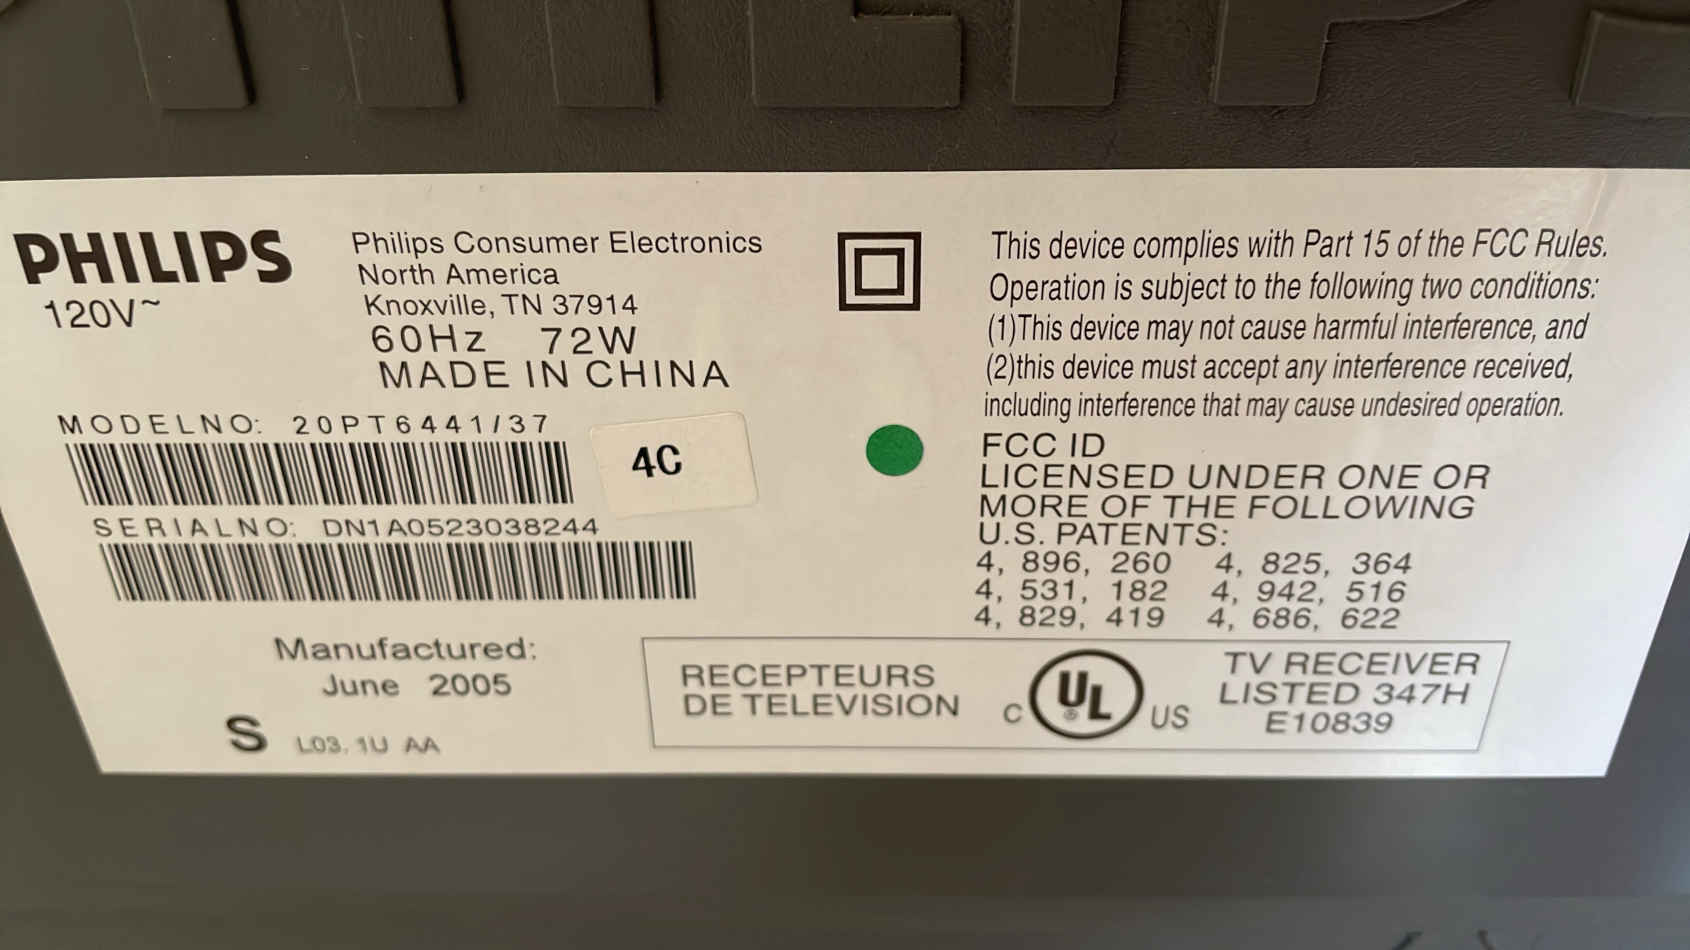 PHILIPS
120V~
Philips Consumer Electronics
North America
Knoxville, TN 37914
60Hz 72W
MADE IN CHINA
MODEL NO: 20PT6441/37
4C
SERIAL NO: DN1A0523038244
Manufactured:
June 2005
S L03.1U AA
This device complies with Part 15 of the FCC Rules.
Operation is subject to the following two conditions:
(1)This device may not cause harmful interference, and
(2)this device must accept any interference received,
including interference that may cause undesired operation.
FCC ID
LICENSED UNDER ONE OR
MORE OF THE FOLLOWING
U.S. PATENTS:
4, 896, 260 4, 825, 364
4, 531, 182 4, 942, 516
4, 829, 419 4, 686, 622
RECEPTEURS
DE TELEVISION
C UL ® US
TV RECEIVER
LISTED 347H
E10839